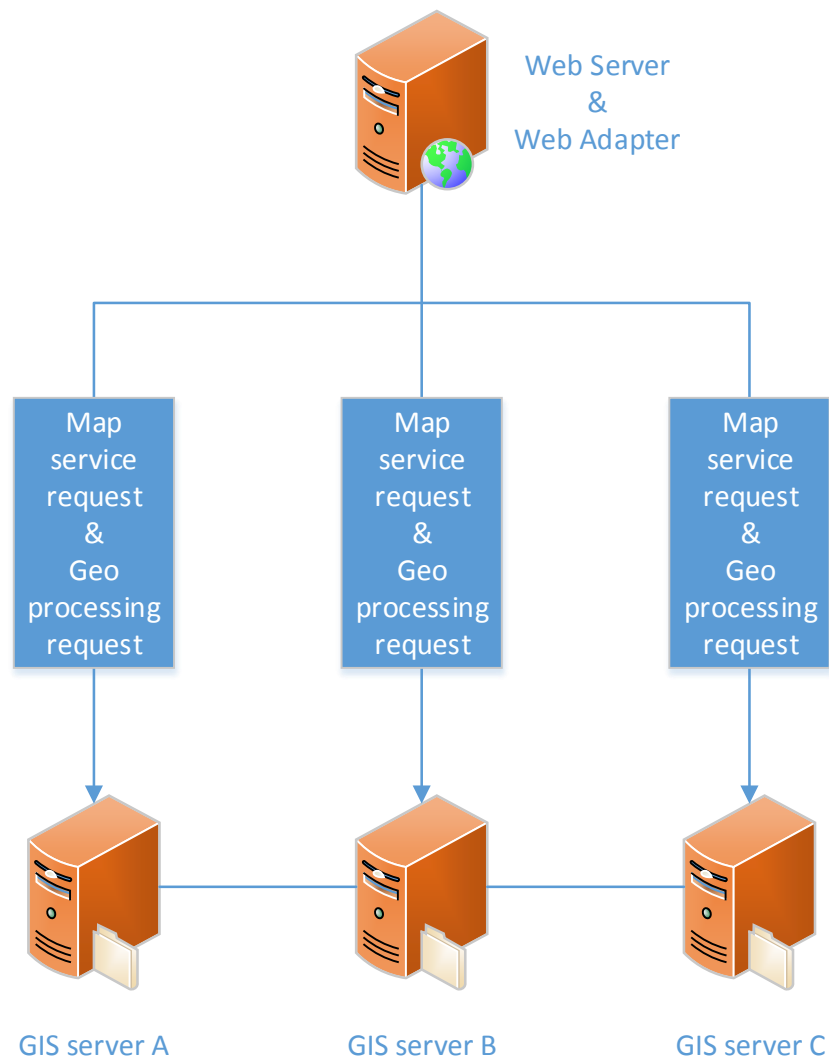 Web Server
&
Web Adapter
Map
service
request
&
Geo
processing
request
Map
service
request
&
Geo
processing
request
Map
service
request
&
Geo
processing
request
GIS server A
GIS server B
GIS server C